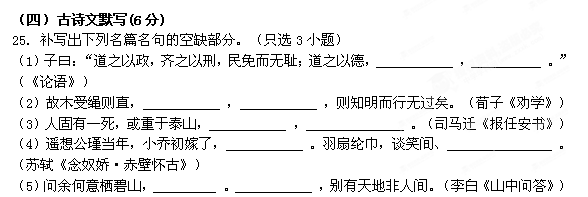 （四）古诗文默写(6分)
25. 补写出下列名篇名句的空缺部分。（只选 3 小题）
（1）子曰：“道之以政，齐之以刑，民免而无耻；道之以德，__________ ，__________ 。”
（《论语》）
（2）故木受绳则直，__________ ，__________ ，则知明而行无过矣。（荀子《劝学》）
（3）人固有一死，或重于泰山，__________ ，____________ 。（司马迁《报任安书》）
（4）遥想公瑾当年，小乔初嫁了，__________ 。羽扇纶巾，谈笑间、______________ 。
（苏轼《念奴娇·赤壁怀古》）
（5）问余何意栖碧山，__________ 。__________ ，别有天地非人间。（李白《山中问答》）